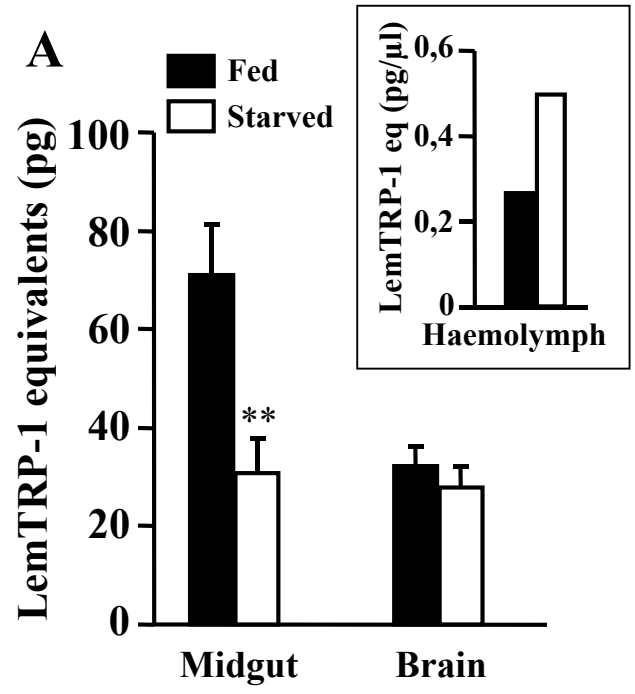 A
Fed
Starved
LemTRP-1 equivalents (pg)
100
80
60
40
20
0
**
Midgut
Brain
LemTRP-1 eq (pg/μl)
0,6
0,4
0,2
0
Haemolymph